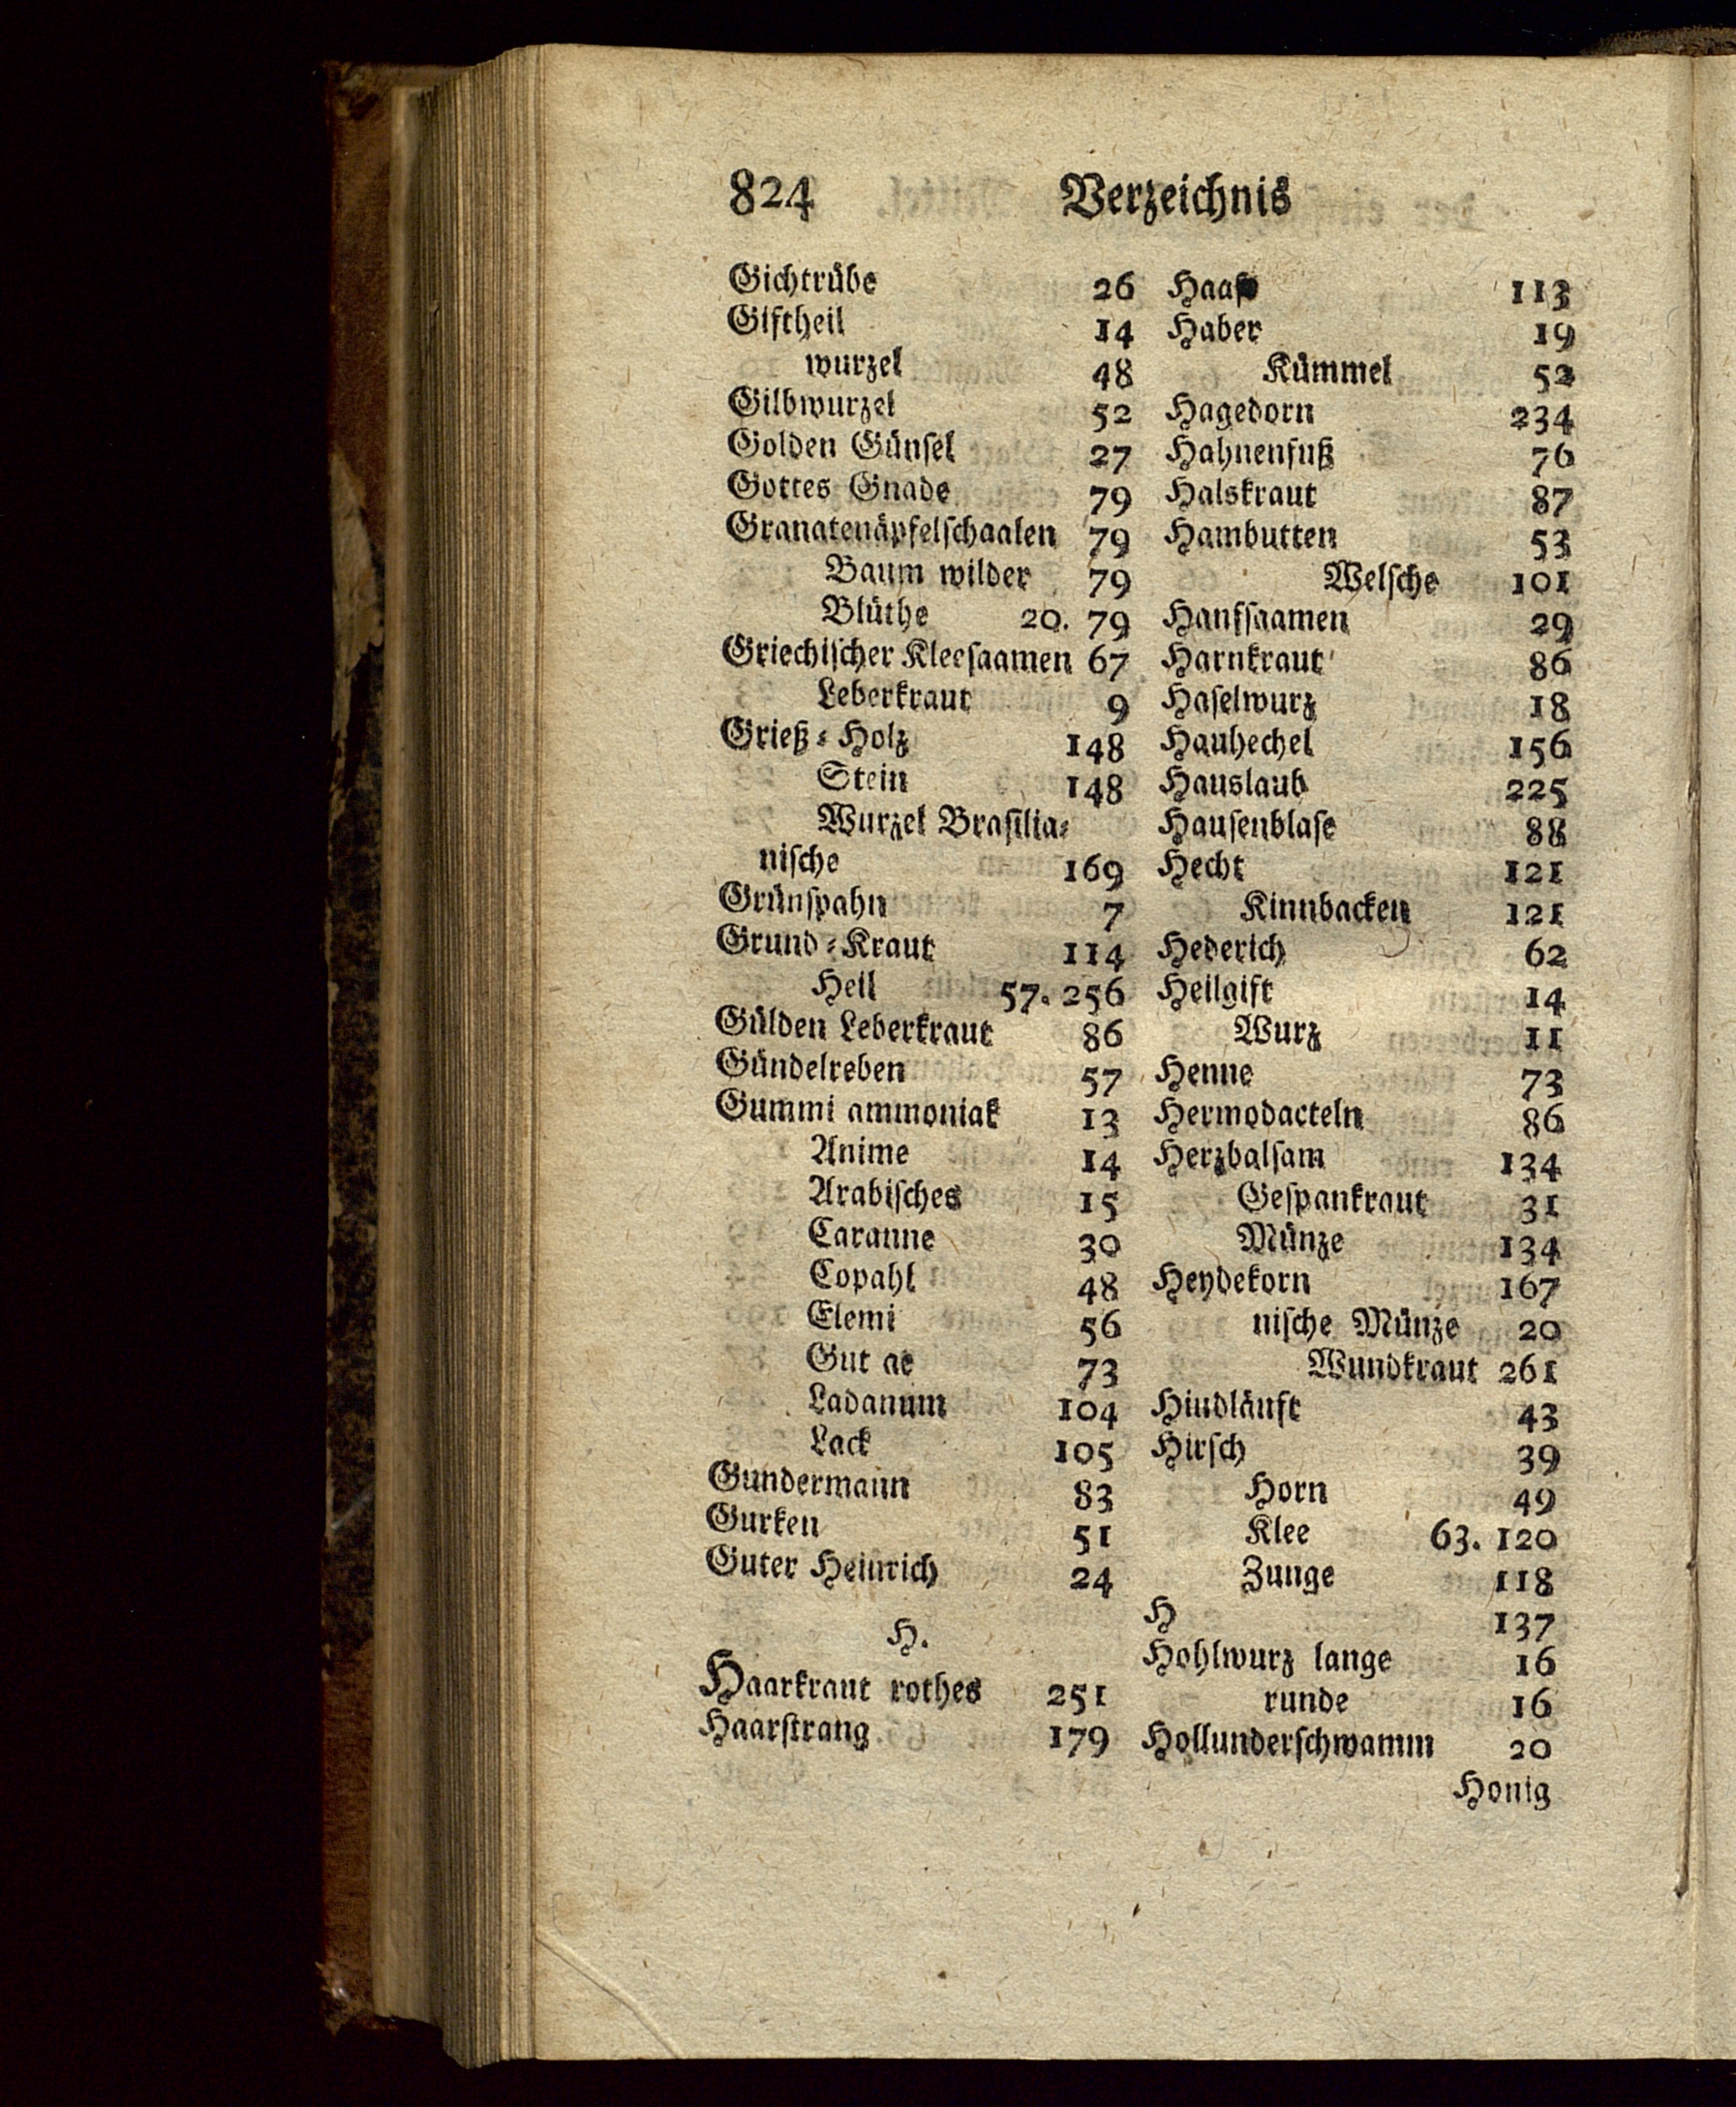 824 Verzeichnis
Gichtrübe 26
Giftheil 14
wurzel 48
Gilbwurzel 52
Golden Günsel 27
Gottes Gnade 79
Granatenäpfelschaalen 79
Baum wilder 79
Blüthe 20. 79
Griechischer Kleesaamen 67
Leberkraut 9
Grieß-Holz 148
Stein 148
Wurzel Brasilia-
nische 169
Grünspahn 7
Grund-Kraut 114
Heil 57. 256
Gülden Leberkraut 86
Gündelreben 57
Gummi ammoniak 13
Anime 14
Arabisches 15
Caranne 30
Copahl 48
Elemi 56
Gut ae 73
Ladanum 104
Lack 105
Gundermann 83
Gurken 51
Guter Heinrich 24
H.
Haarkraut rothes 251
Haarstrang 179
Haase 113
Haber 19
Kümmel 52
Hagedorn 234
Hahnenfuß 76
Halskraut 87
Hambutten 53
Welsche 101
Hanfsaamen 29
Harnkraut 86
Haselwurz 18
Hauhechel 156
Hauslaub 225
Hausenblase 88
Hecht 121
Kinnbacken 121
Hederich 62
Heilgift 14
Wurz 11
Henne 73
Hermodacteln 86
Herzbalsam 134
Gespankraut 31
Münze 134
Heydekorn 167
nische Münze 20
Wundkraut 261
Hindläuft 43
Hirsch 39
Horn 49
Klee 63. 120
Zunge 118
H 137
Hohlwurz lange 16
runde 16
Hollunderschwamm 20
Honig